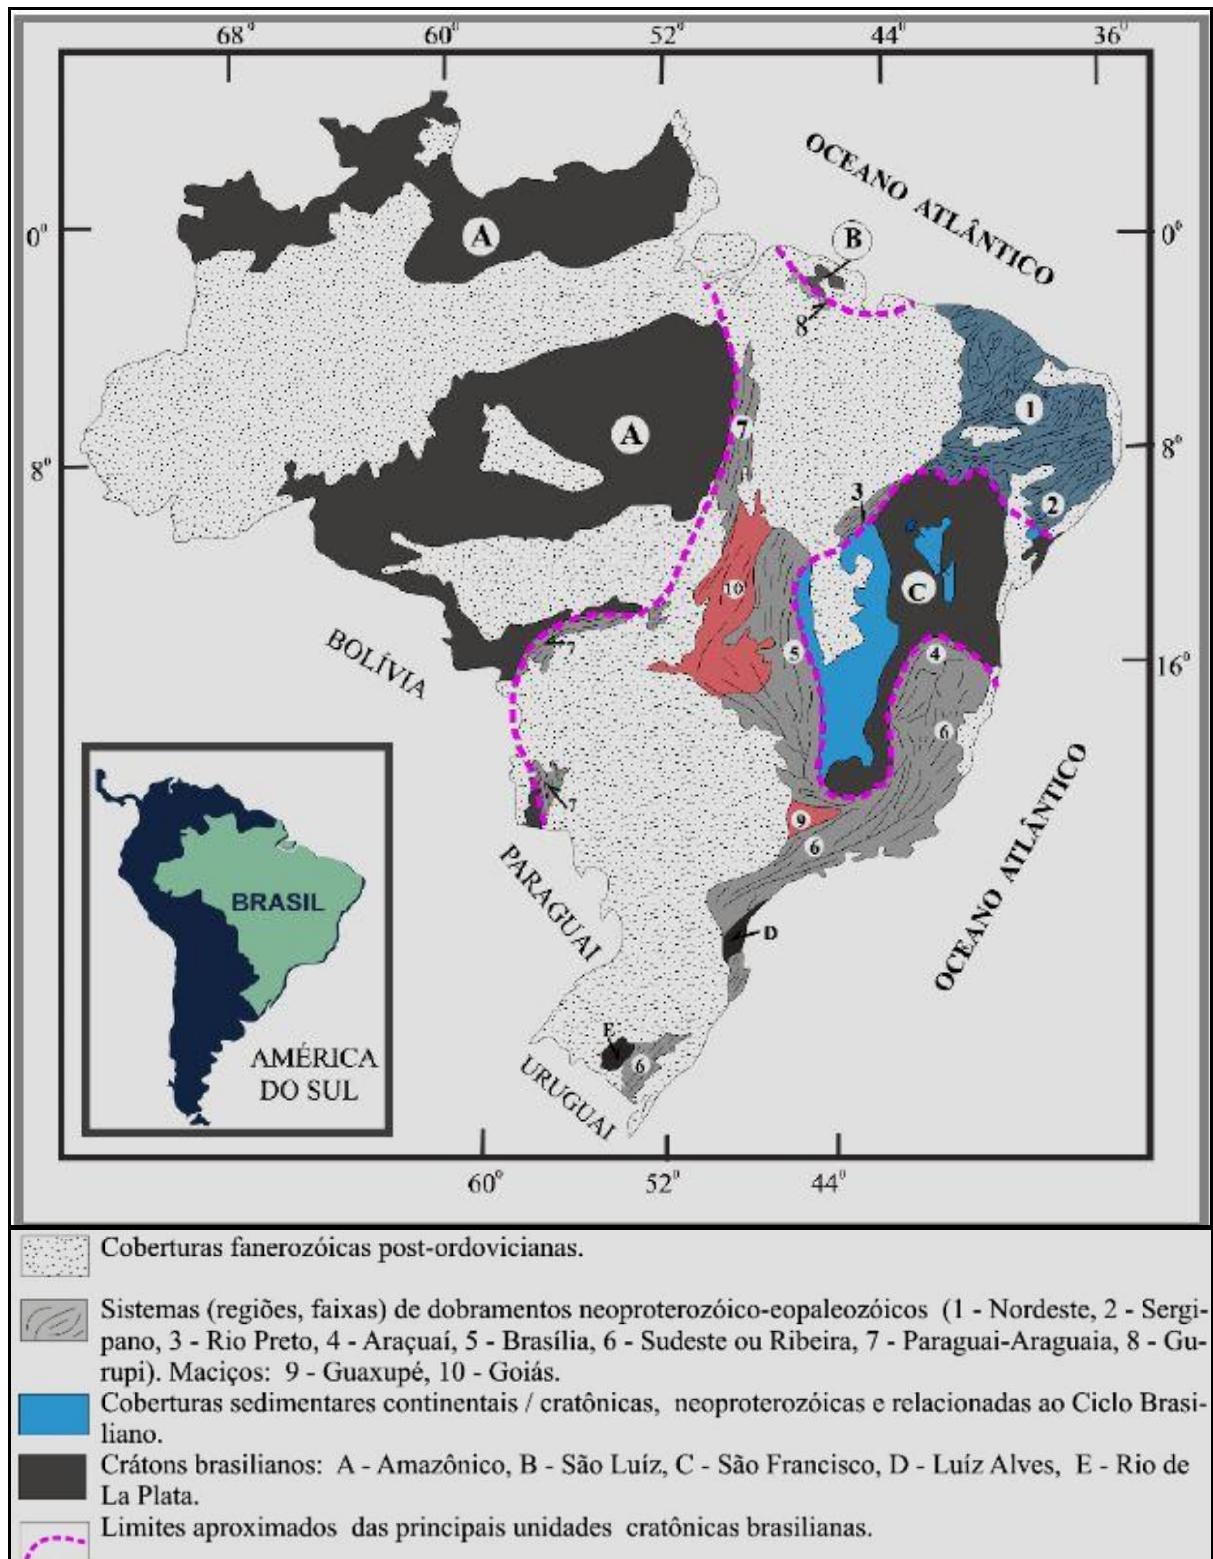 68° 60° 52° 44° 36°
OCEANO ATLÂNTICO
0° A B 0°
8
1
A 7 8°
8° 3 2
10 C
BOLÍVIA 7 5 4 16°
6
7 9
6
OCEANO ATLÂNTICO
PARAGUAI
D
BRASIL
E
AMÉRICA
DO SUL
6
URUGUAI
60° 52° 44°
Coberturas fanerozóicas post-ordovicianas.
Sistemas (regiões, faixas) de dobramentos neoproterozóico-eopaleozóicos (1 - Nordeste, 2 - Sergi-
pano, 3 - Rio Preto, 4 - Araçuaí, 5 - Brasília, 6 - Sudeste ou Ribeira, 7 - Paraguai-Araguaia, 8 - Gu-
rupi). Maciços: 9 - Guaxupé, 10 - Goiás.
Coberturas sedimentares continentais / cratônicas, neoproterozóicas e relacionadas ao Ciclo Brasi-
liano.
Crátons brasilianos: A - Amazônico, B - São Luíz, C - São Francisco, D - Luíz Alves, E - Rio de
La Plata.
Limites aproximados das principais unidades cratônicas brasilianas.